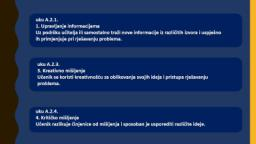 uku A.2.1.
1. Upravljanje informacijama
Uz podršku učitelja ili samostalno traži nove informacije iz različitih izvora i uspješno
ih primjenjuje pri rješavanju problema.
uku A.2.3.
3. Kreativno mišljenje
Učenik se koristi kreativnošću za oblikovanje svojih ideja i pristupa rješavanju
problema.
uku A.2.4.
4. Kritičko mišljenje
Učenik razlikuje činjenice od mišljenja i sposoban je usporediti različite ideje.